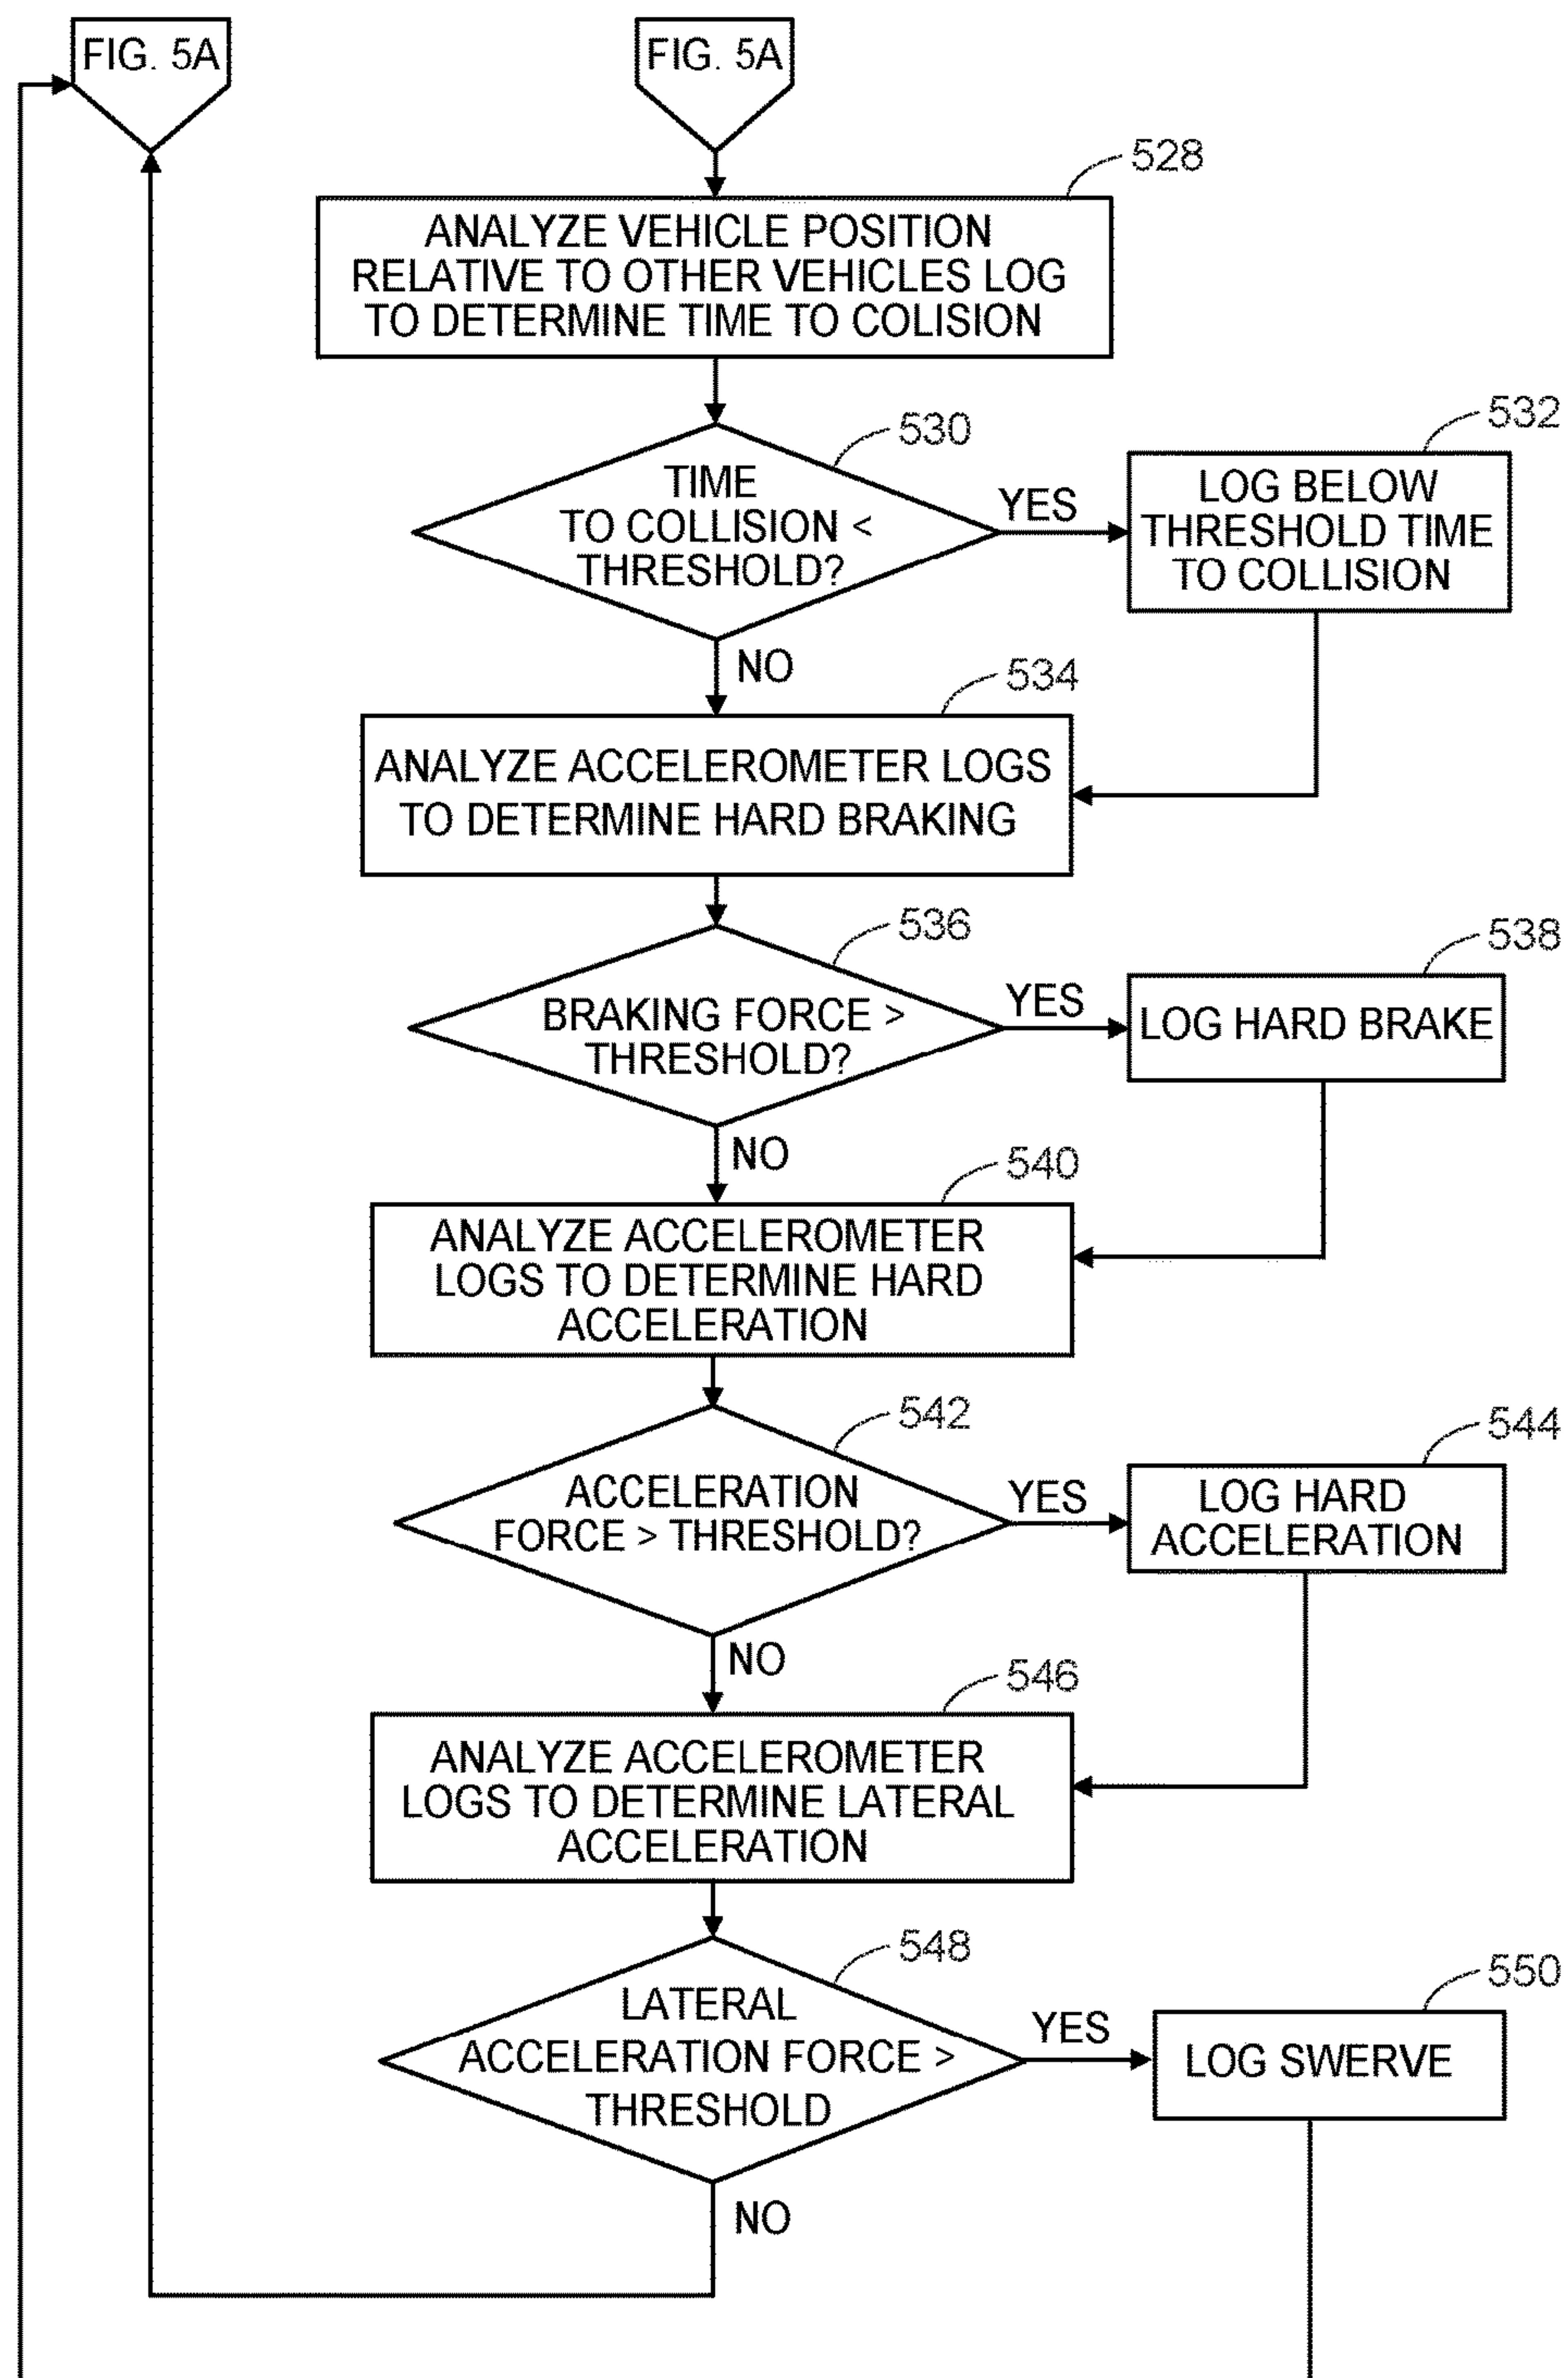 FIG. 5A
FIG. 5A
528
ANALYZE VEHICLE POSITION
RELATIVE TO OTHER VEHICLES LOG
TO DETERMINE TIME TO COLISION
530
TIME
TO COLLISION <
THRESHOLD?
YES
532
LOG BELOW
THRESHOLD TIME
TO COLLISION
NO
534
ANALYZE ACCELEROMETER LOGS
TO DETERMINE HARD BRAKING
536
BRAKING FORCE >
THRESHOLD?
YES
538
LOG HARD BRAKE
NO
540
ANALYZE ACCELEROMETER
LOGS TO DETERMINE HARD
ACCELERATION
542
ACCELERATION
FORCE > THRESHOLD?
YES
544
LOG HARD
ACCELERATION
NO
546
ANALYZE ACCELEROMETER
LOGS TO DETERMINE LATERAL
ACCELERATION
548
LATERAL
ACCELERATION FORCE >
THRESHOLD
YES
550
LOG SWERVE
NO